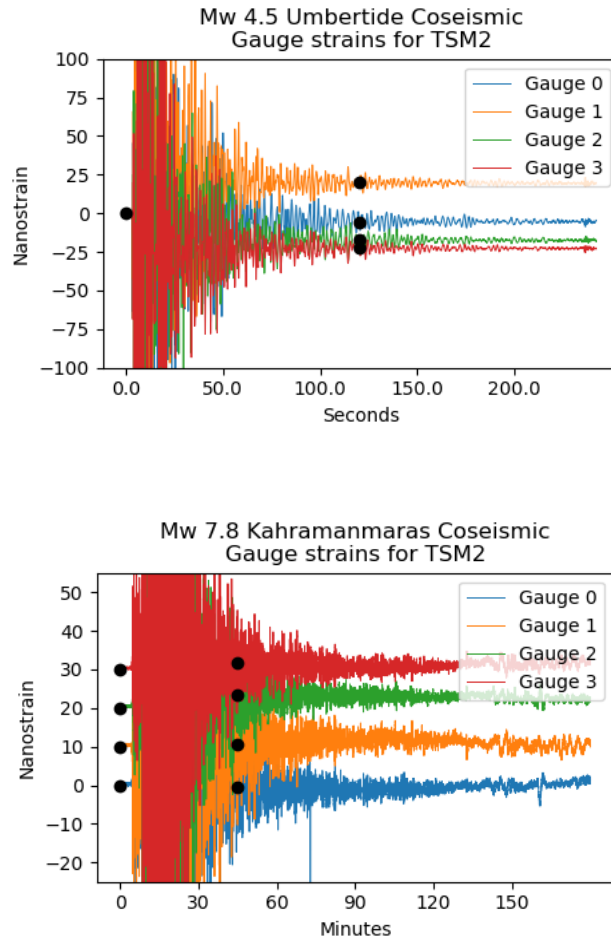 Mw 4.5 Umbertide Coseismic
Gauge strains for TSM2
100
75
50
25
0
−25
−50
−75
−100
Nanostrain
Gauge 0
Gauge 1
Gauge 2
Gauge 3
0.0 50.0 100.0 150.0 200.0
Seconds
Mw 7.8 Kahramanmaras Coseismic
Gauge strains for TSM2
50
40
30
20
10
0
−10
−20
Nanostrain
Gauge 0
Gauge 1
Gauge 2
Gauge 3
0 30 60 90 120 150
Minutes